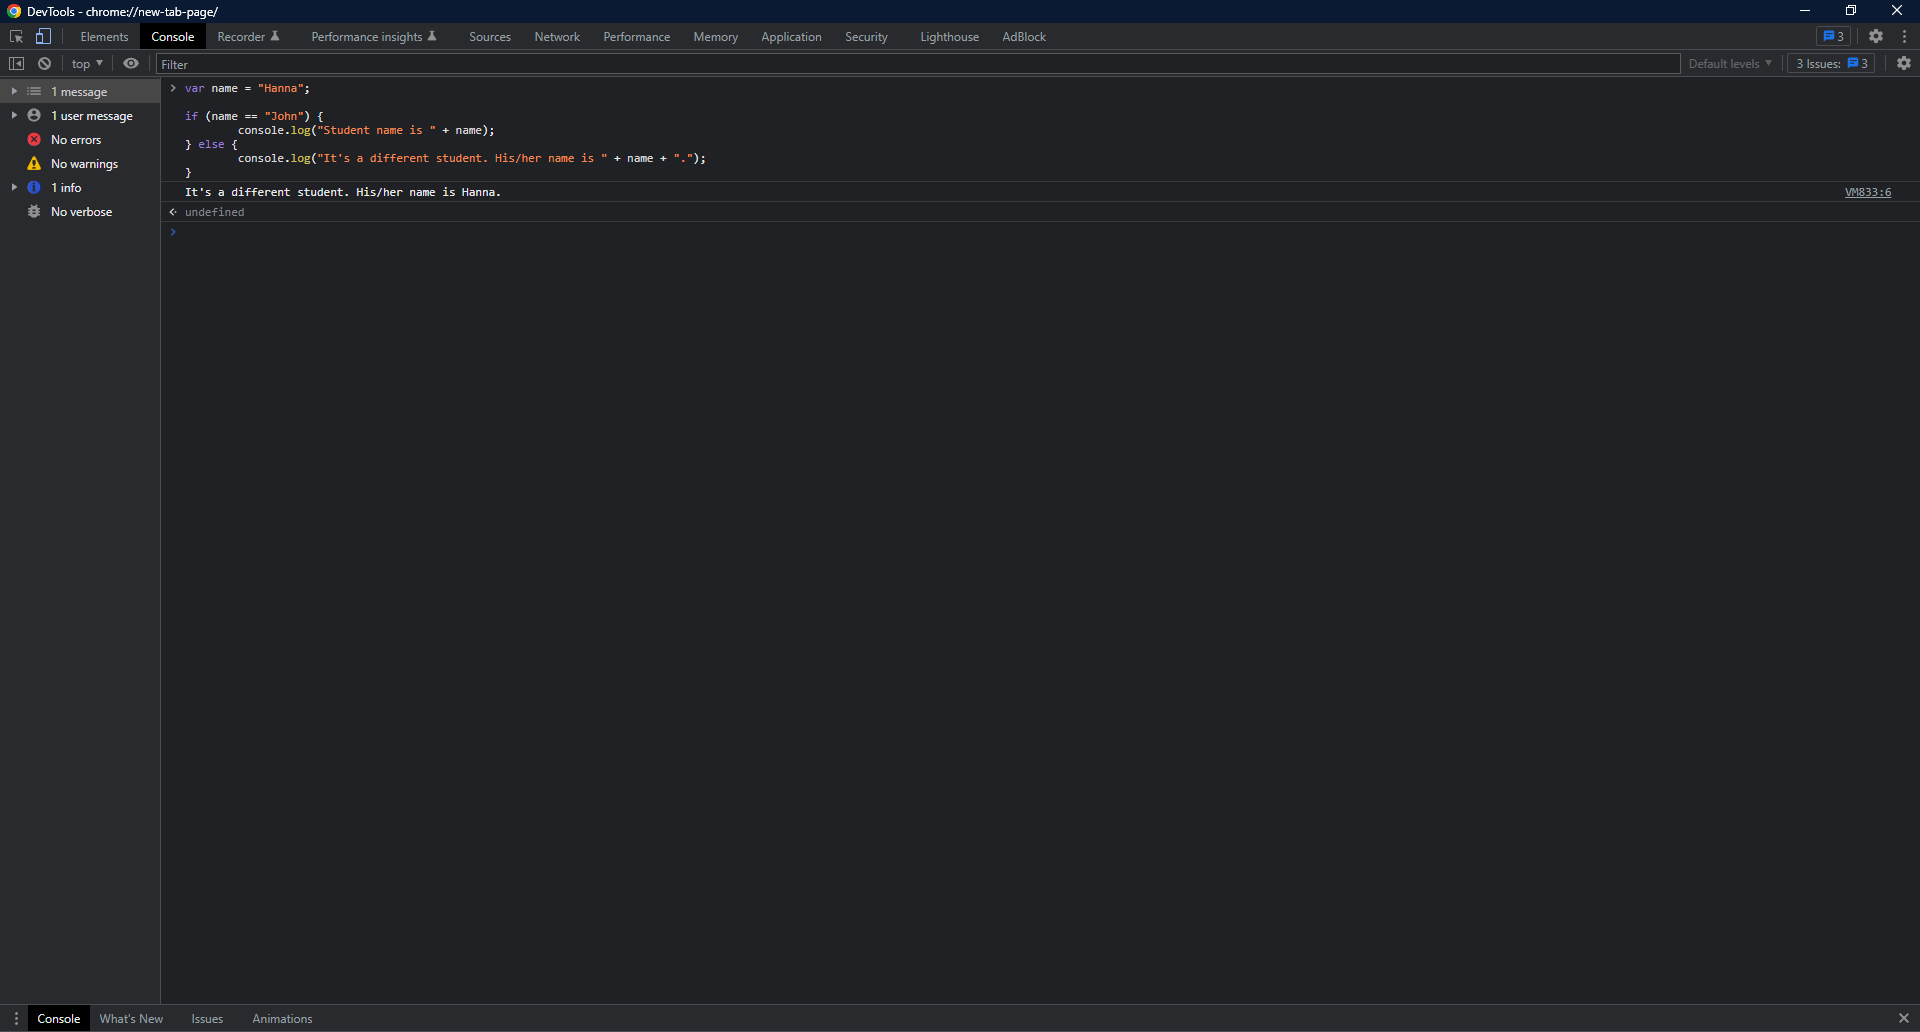 DevTools - chrome://new-tab-page/
Elements Console Recorder Performance insights Sources Network Performance Memory Application Security Lighthouse AdBlock 3
top Filter Default levels 3 Issues: 3
1 message
1 user message
No errors
No warnings
1 info
No verbose
var name = "Hanna";
if (name == "John") {
console.log("Student name is " + name);
} else {
console.log("It's a different student. His/her name is " + name + ".");
}
It's a different student. His/her name is Hanna. VM833:6
undefined
Console What's New Issues Animations